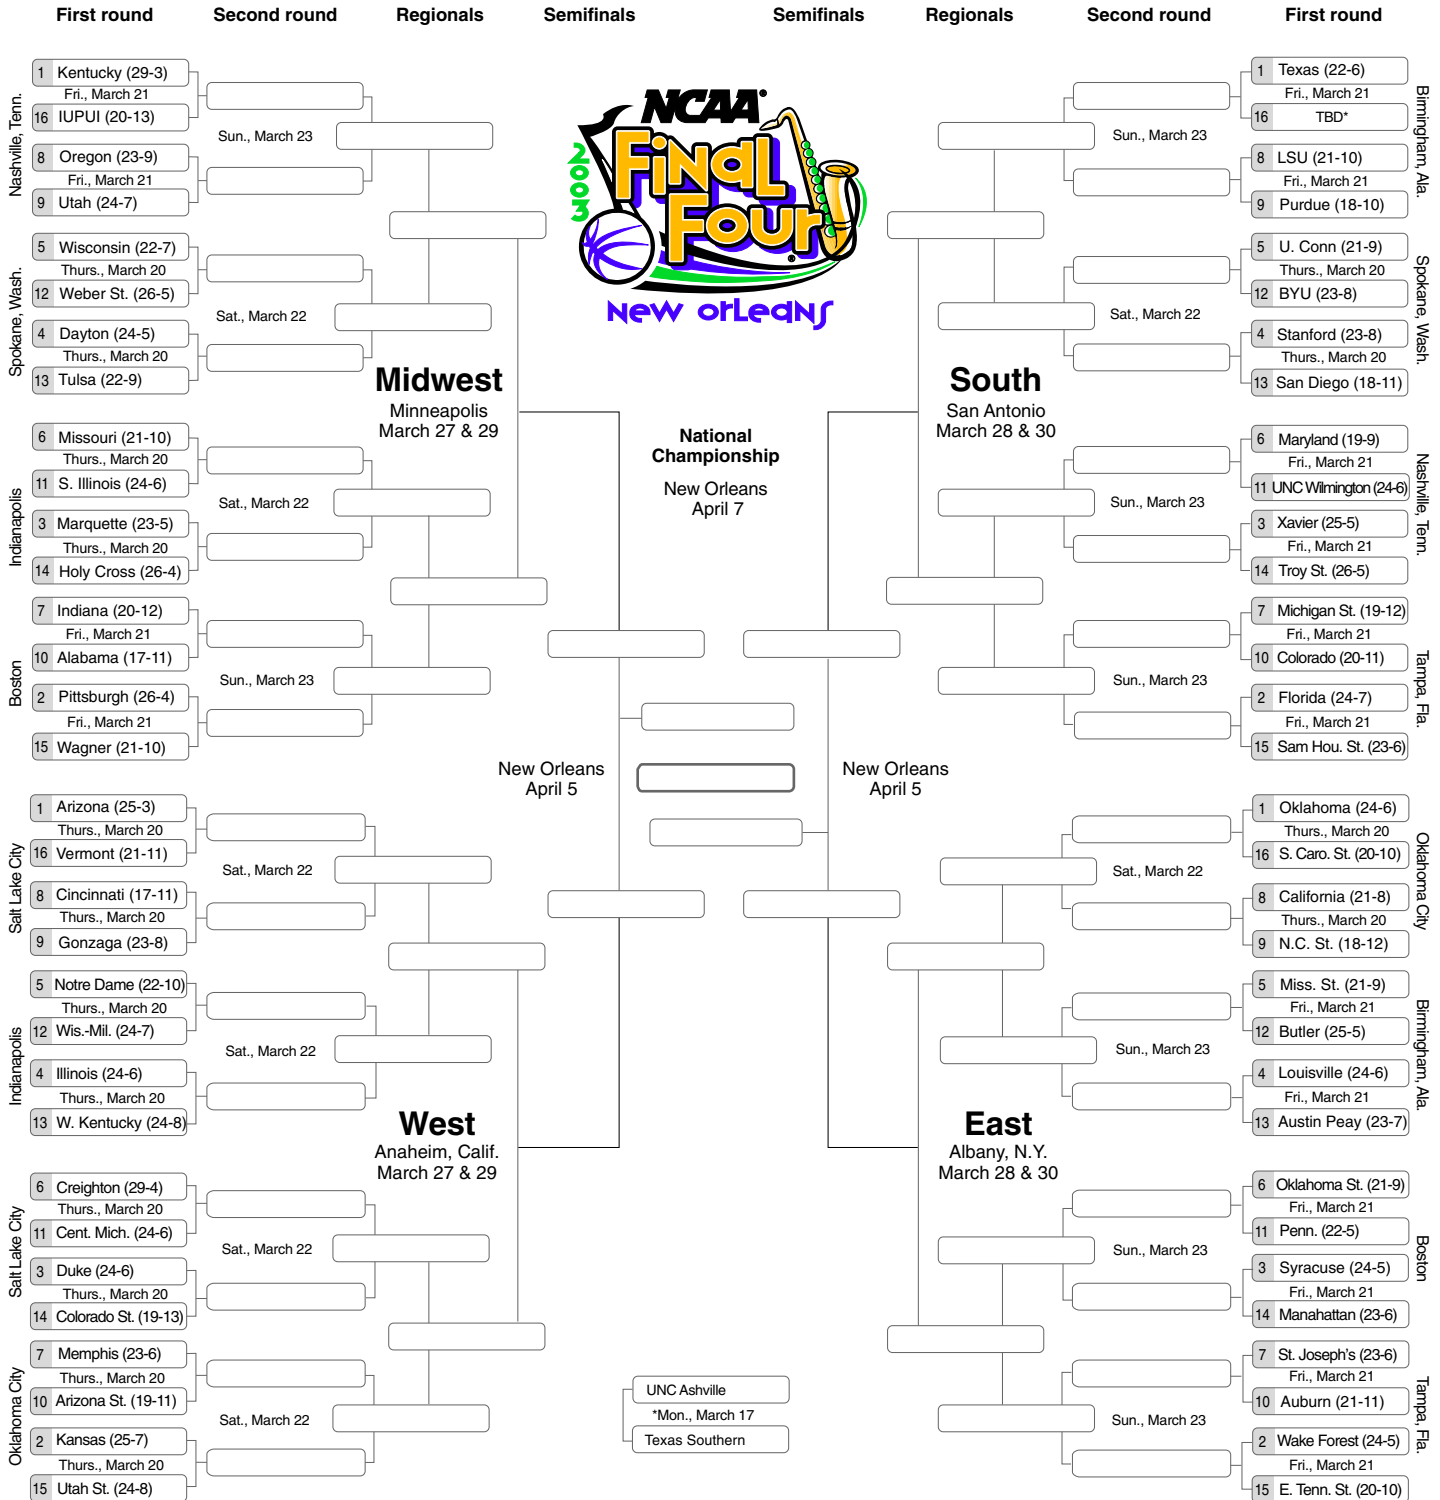 First round
Second round
Regionals
Semifinals
Semifinals
Regionals
Second round
First round
NCAA®
2003
Final
Four®
New Orleans
Nashville, Tenn.
1 Kentucky (29-3)
Fri., March 21
16 IUPUI (20-13)
Sun., March 23
8 Oregon (23-9)
Fri., March 21
9 Utah (24-7)
Spokane, Wash.
5 Wisconsin (22-7)
Thurs., March 20
12 Weber St. (26-5)
Sat., March 22
4 Dayton (24-5)
Thurs., March 20
13 Tulsa (22-9)
Midwest
Minneapolis
March 27 & 29
Indianapolis
6 Missouri (21-10)
Thurs., March 20
11 S. Illinois (24-6)
Sat., March 22
3 Marquette (23-5)
Thurs., March 20
14 Holy Cross (26-4)
Boston
7 Indiana (20-12)
Fri., March 21
10 Alabama (17-11)
Sun., March 23
2 Pittsburgh (26-4)
Fri., March 21
15 Wagner (21-10)
Salt Lake City
1 Arizona (25-3)
Thurs., March 20
16 Vermont (21-11)
Sat., March 22
8 Cincinnati (17-11)
Thurs., March 20
9 Gonzaga (23-8)
Indianapolis
5 Notre Dame (22-10)
Thurs., March 20
12 Wis.-Mil. (24-7)
Sat., March 22
4 Illinois (24-6)
Thurs., March 20
13 W. Kentucky (24-8)
West
Anaheim, Calif.
March 27 & 29
Salt Lake City
6 Creighton (29-4)
Thurs., March 20
11 Cent. Mich. (24-6)
Sat., March 22
3 Duke (24-6)
Thurs., March 20
14 Colorado St. (19-13)
Oklahoma City
7 Memphis (23-6)
Thurs., March 20
10 Arizona St. (19-11)
Sat., March 22
2 Kansas (25-7)
Thurs., March 20
15 Utah St. (24-8)
National
Championship
New Orleans
April 7
New Orleans
April 5
New Orleans
April 5
UNC Ashville
*Mon., March 17
Texas Southern
Birmingham, Ala.
1 Texas (22-6)
Fri., March 21
16 TBD*
Sun., March 23
8 LSU (21-10)
Fri., March 21
9 Purdue (18-10)
Spokane, Wash.
5 U. Conn (21-9)
Thurs., March 20
12 BYU (23-8)
Sat., March 22
4 Stanford (23-8)
Thurs., March 20
13 San Diego (18-11)
South
San Antonio
March 28 & 30
Nashville, Tenn.
6 Maryland (19-9)
Fri., March 21
11 UNC Wilmington (24-6)
Sun., March 23
3 Xavier (25-5)
Fri., March 21
14 Troy St. (26-5)
Tampa, Fla.
7 Michigan St. (19-12)
Fri., March 21
10 Colorado (20-11)
Sun., March 23
2 Florida (24-7)
Fri., March 21
15 Sam Hou. St. (23-6)
Oklahoma City
1 Oklahoma (24-6)
Thurs., March 20
16 S. Caro. St. (20-10)
Sat., March 22
8 California (21-8)
Thurs., March 20
9 N.C. St. (18-12)
Birmingham, Ala.
5 Miss. St. (21-9)
Fri., March 21
12 Butler (25-5)
Sun., March 23
4 Louisville (24-6)
Fri., March 21
13 Austin Peay (23-7)
East
Albany, N.Y.
March 28 & 30
Boston
6 Oklahoma St. (21-9)
Fri., March 21
11 Penn. (22-5)
Sun., March 23
3 Syracuse (24-5)
Fri., March 21
14 Manahattan (23-6)
Tampa, Fla.
7 St. Joseph's (23-6)
Fri., March 21
10 Auburn (21-11)
Sun., March 23
2 Wake Forest (24-5)
Fri., March 21
15 E. Tenn. St. (20-10)